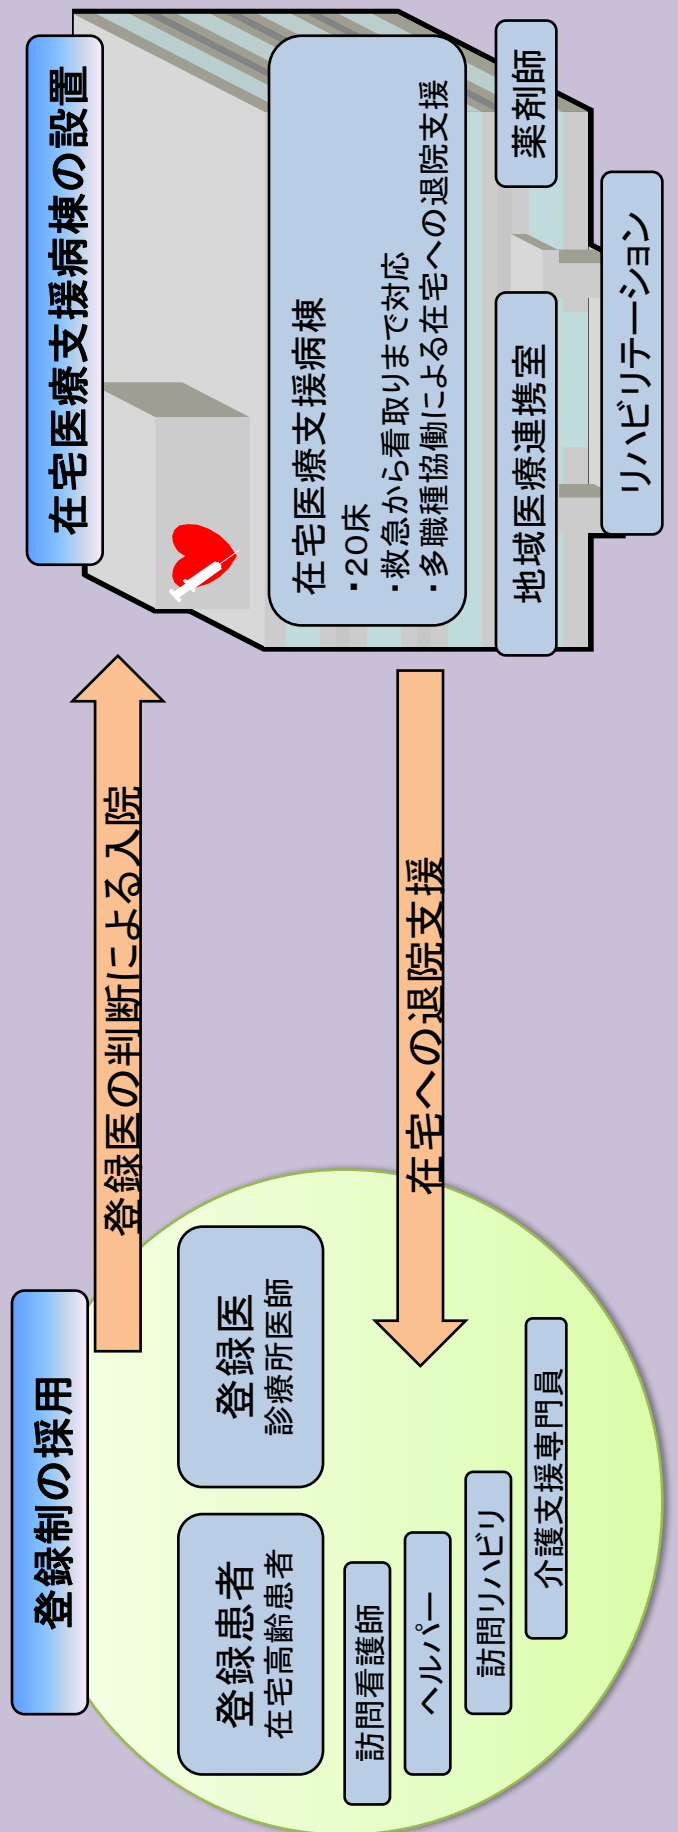 登録制の採用
登録患者
在宅高齢患者
登録医
診療所医師
訪問看護師
ヘルパー
訪問リハビリ
介護支援専門員
登録医の判断による入院
在宅への退院支援
在宅医療支援病棟の設置
在宅医療支援病棟
・20床
・救急から看取りまで対応
・多職種協働による在宅への退院支援
地域医療連携室
薬剤師
リハビリテーション